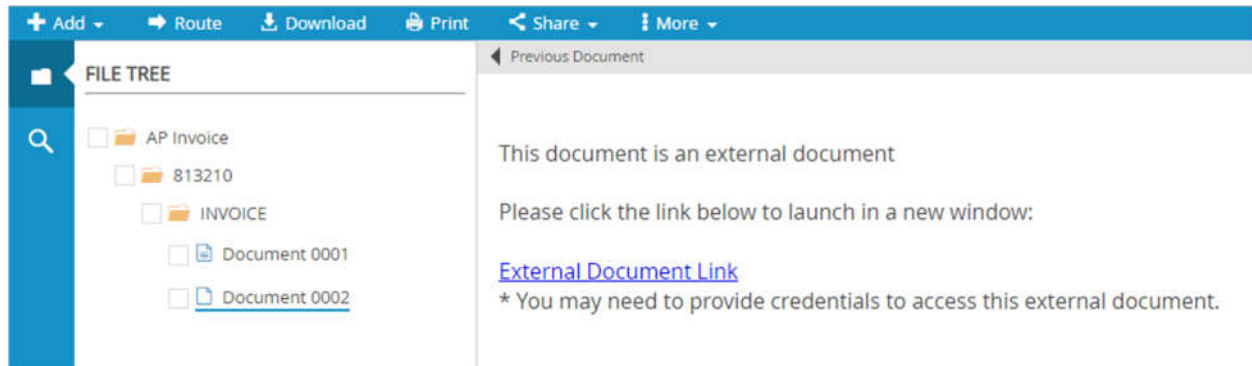 Add Route Download Print Share More
Previous Document
FILE TREE
AP Invoice
813210
INVOICE
Document 0001
Document 0002
This document is an external document
Please click the link below to launch in a new window:
External Document Link
* You may need to provide credentials to access this external document.